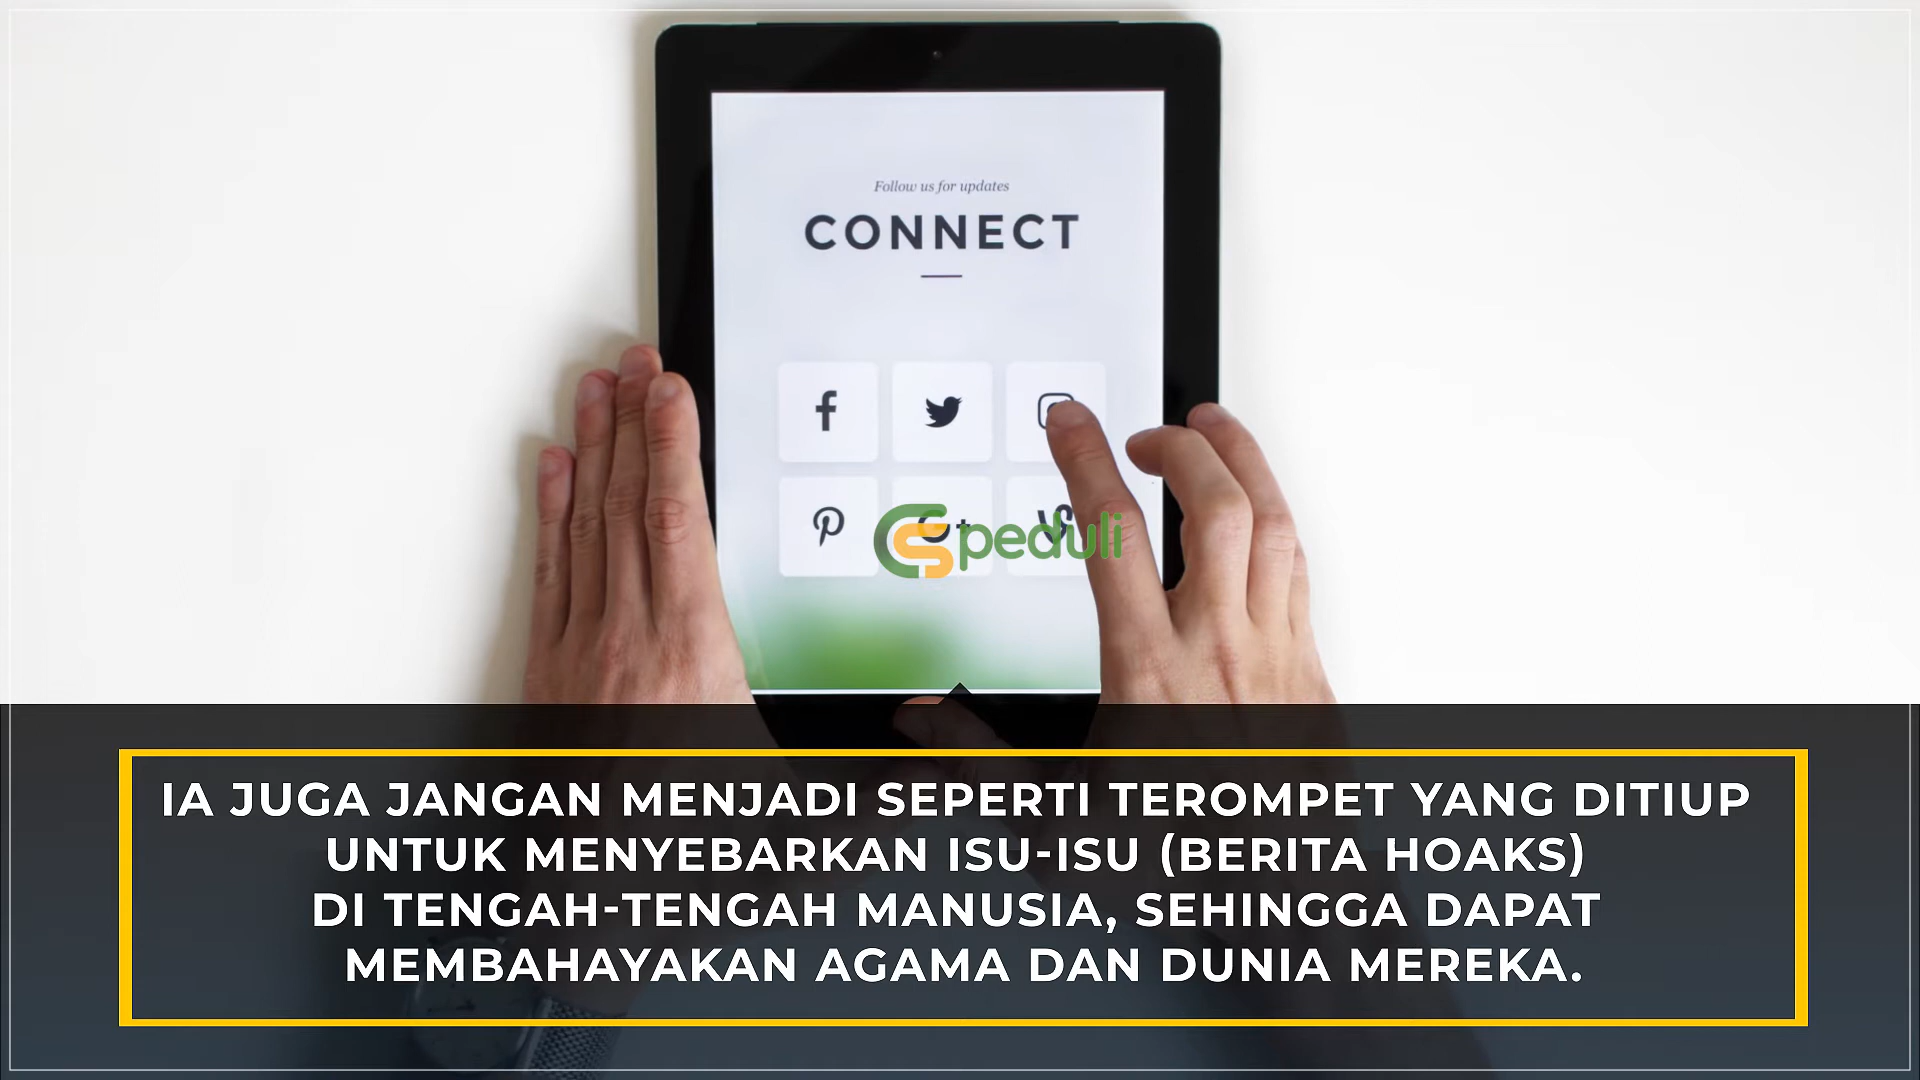 Follow us for updates
CONNECT
peduli
IA JUGA JANGAN MENJADI SEPERTI TEROMPET YANG DITIUP
UNTUK MENYEBARKAN ISU-ISU (BERITA HOAKS)
DI TENGAH-TENGAH MANUSIA, SEHINGGA DAPAT
MEMBAHAYAKAN AGAMA DAN DUNIA MEREKA.